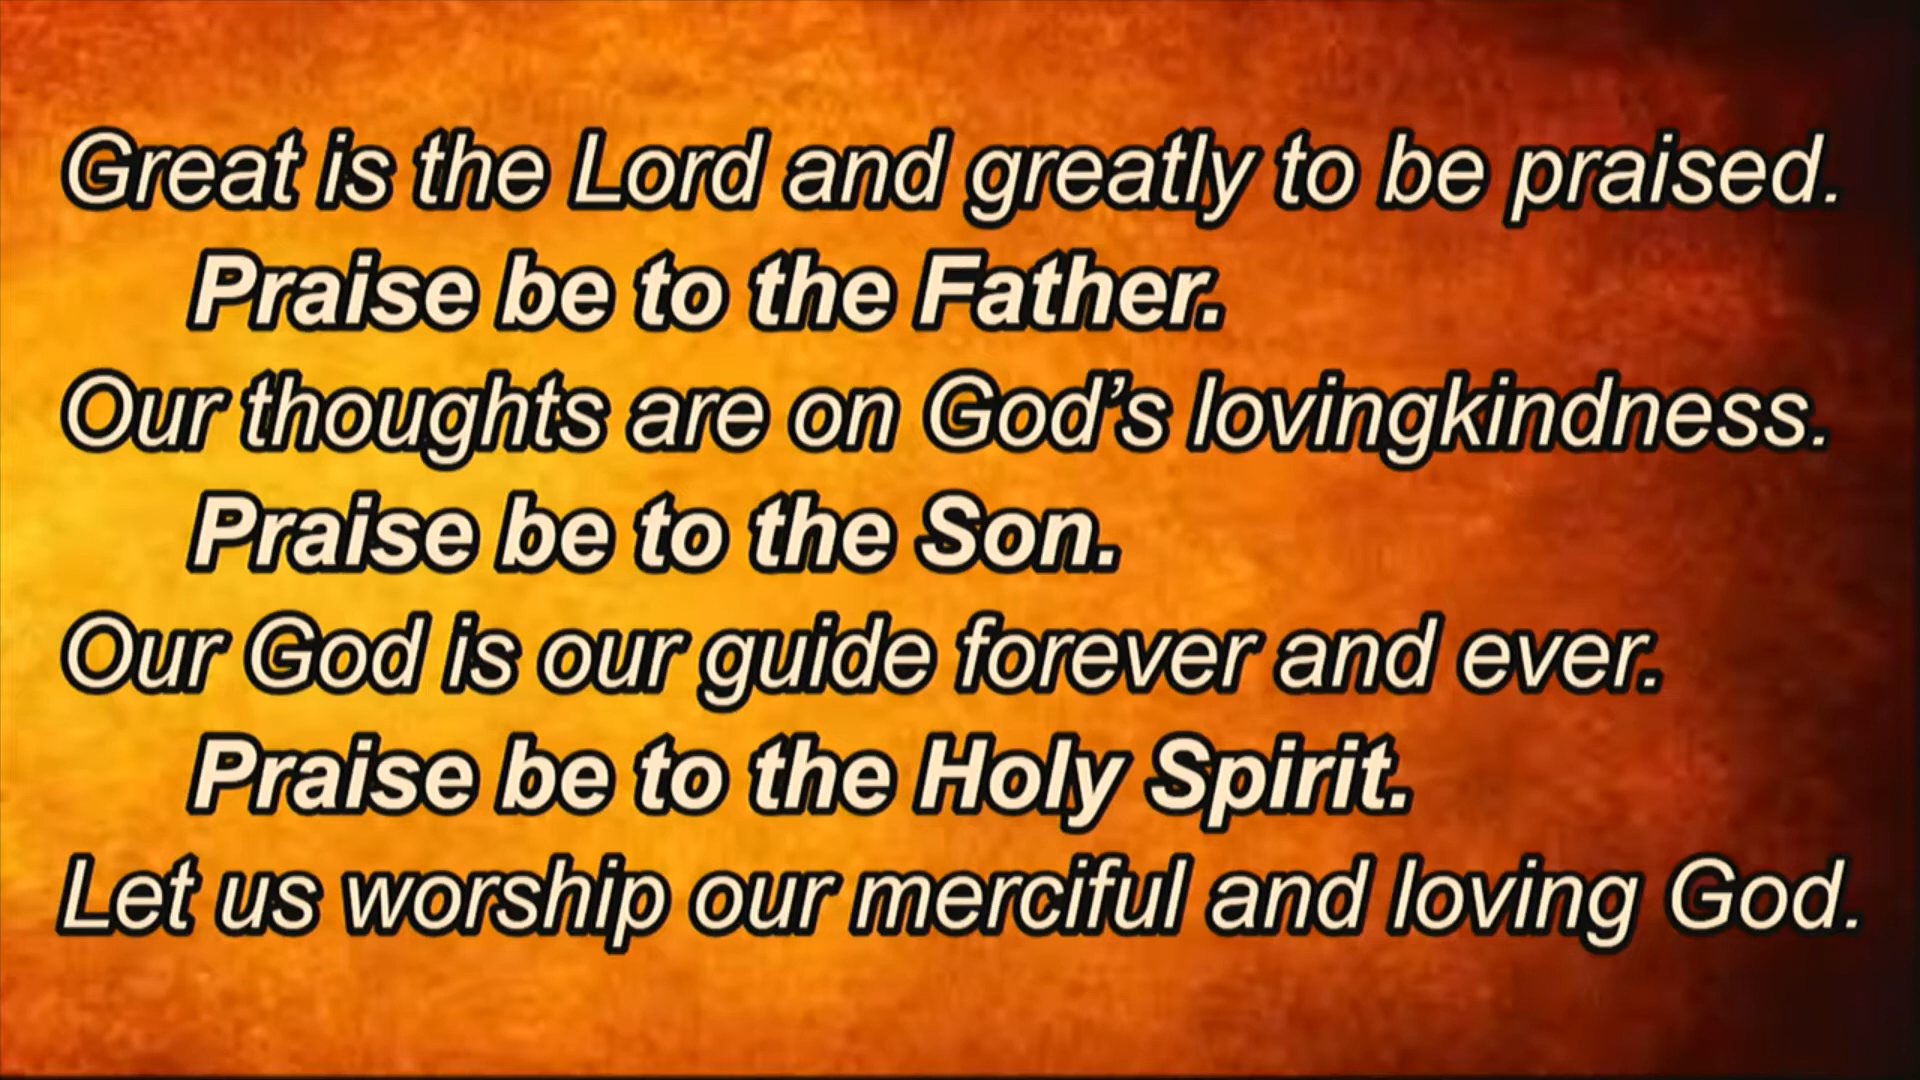 Great is the Lord and greatly to be praised.
Praise be to the Father.
Our thoughts are on God’s lovingkindness.
Praise be to the Son.
Our God is our guide forever and ever.
Praise be to the Holy Spirit.
Let us worship our merciful and loving God.